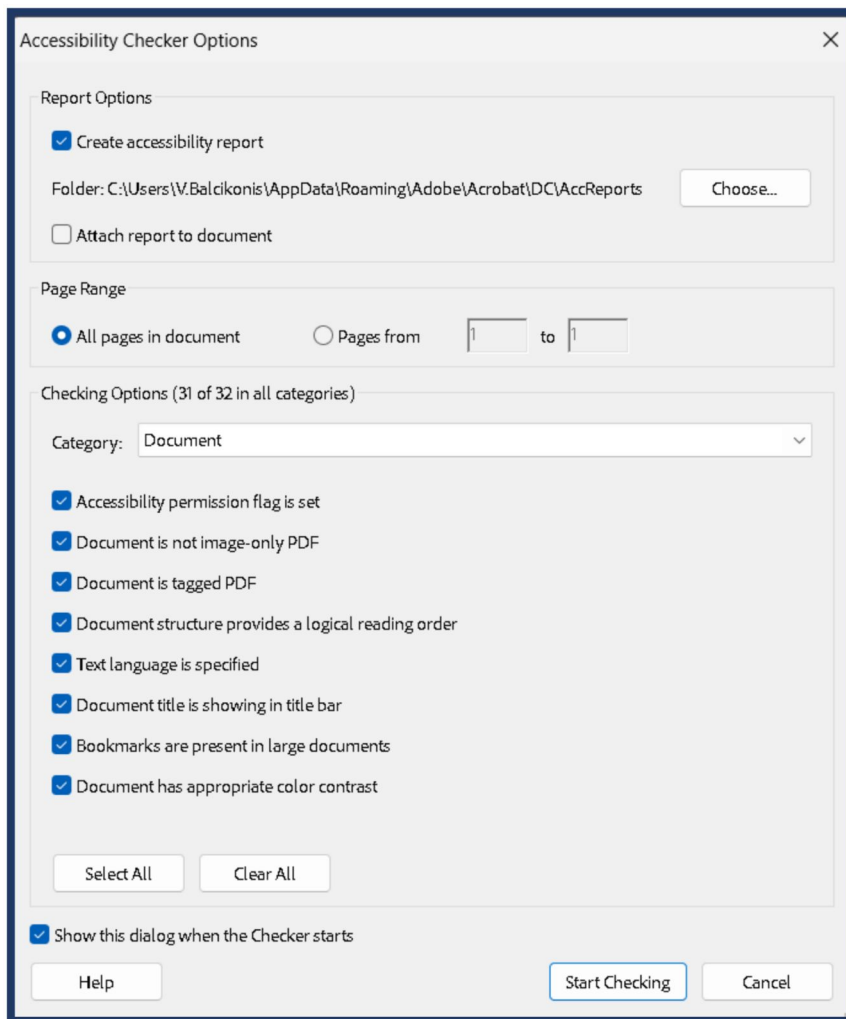 Accessibility Checker Options
Report Options
Create accessibility report
Folder: C:\Users\V.Balcikonis\AppData\Roaming\Adobe\Acrobat\DC\AccReports Choose...
Attach report to document
Page Range
All pages in document Pages from 1 to 1
Checking Options (31 of 32 in all categories)
Category: Document
Accessibility permission flag is set
Document is not image-only PDF
Document is tagged PDF
Document structure provides a logical reading order
Text language is specified
Document title is showing in title bar
Bookmarks are present in large documents
Document has appropriate color contrast
Select All Clear All
Show this dialog when the Checker starts
Help Start Checking Cancel